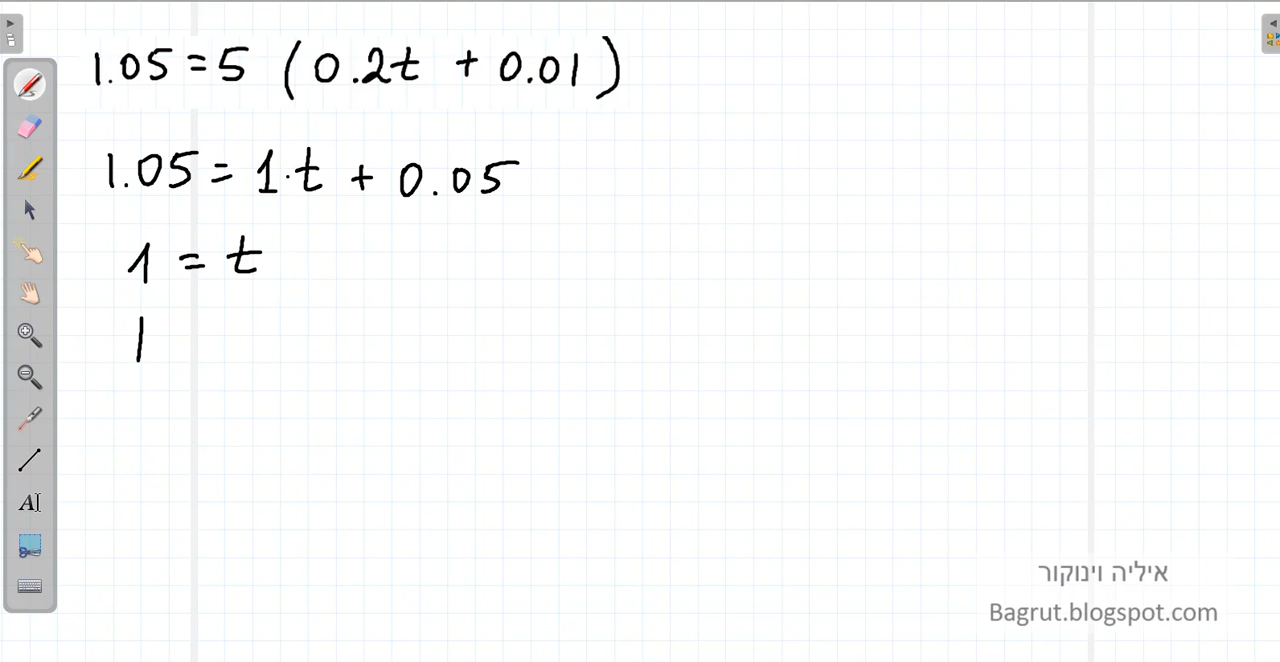 1.05 = 5 ( 0.2t + 0.01 )
1.05 = 1·t + 0.05
1 = t
1
AI
איליה וינוקור
Bagrut.blogspot.com